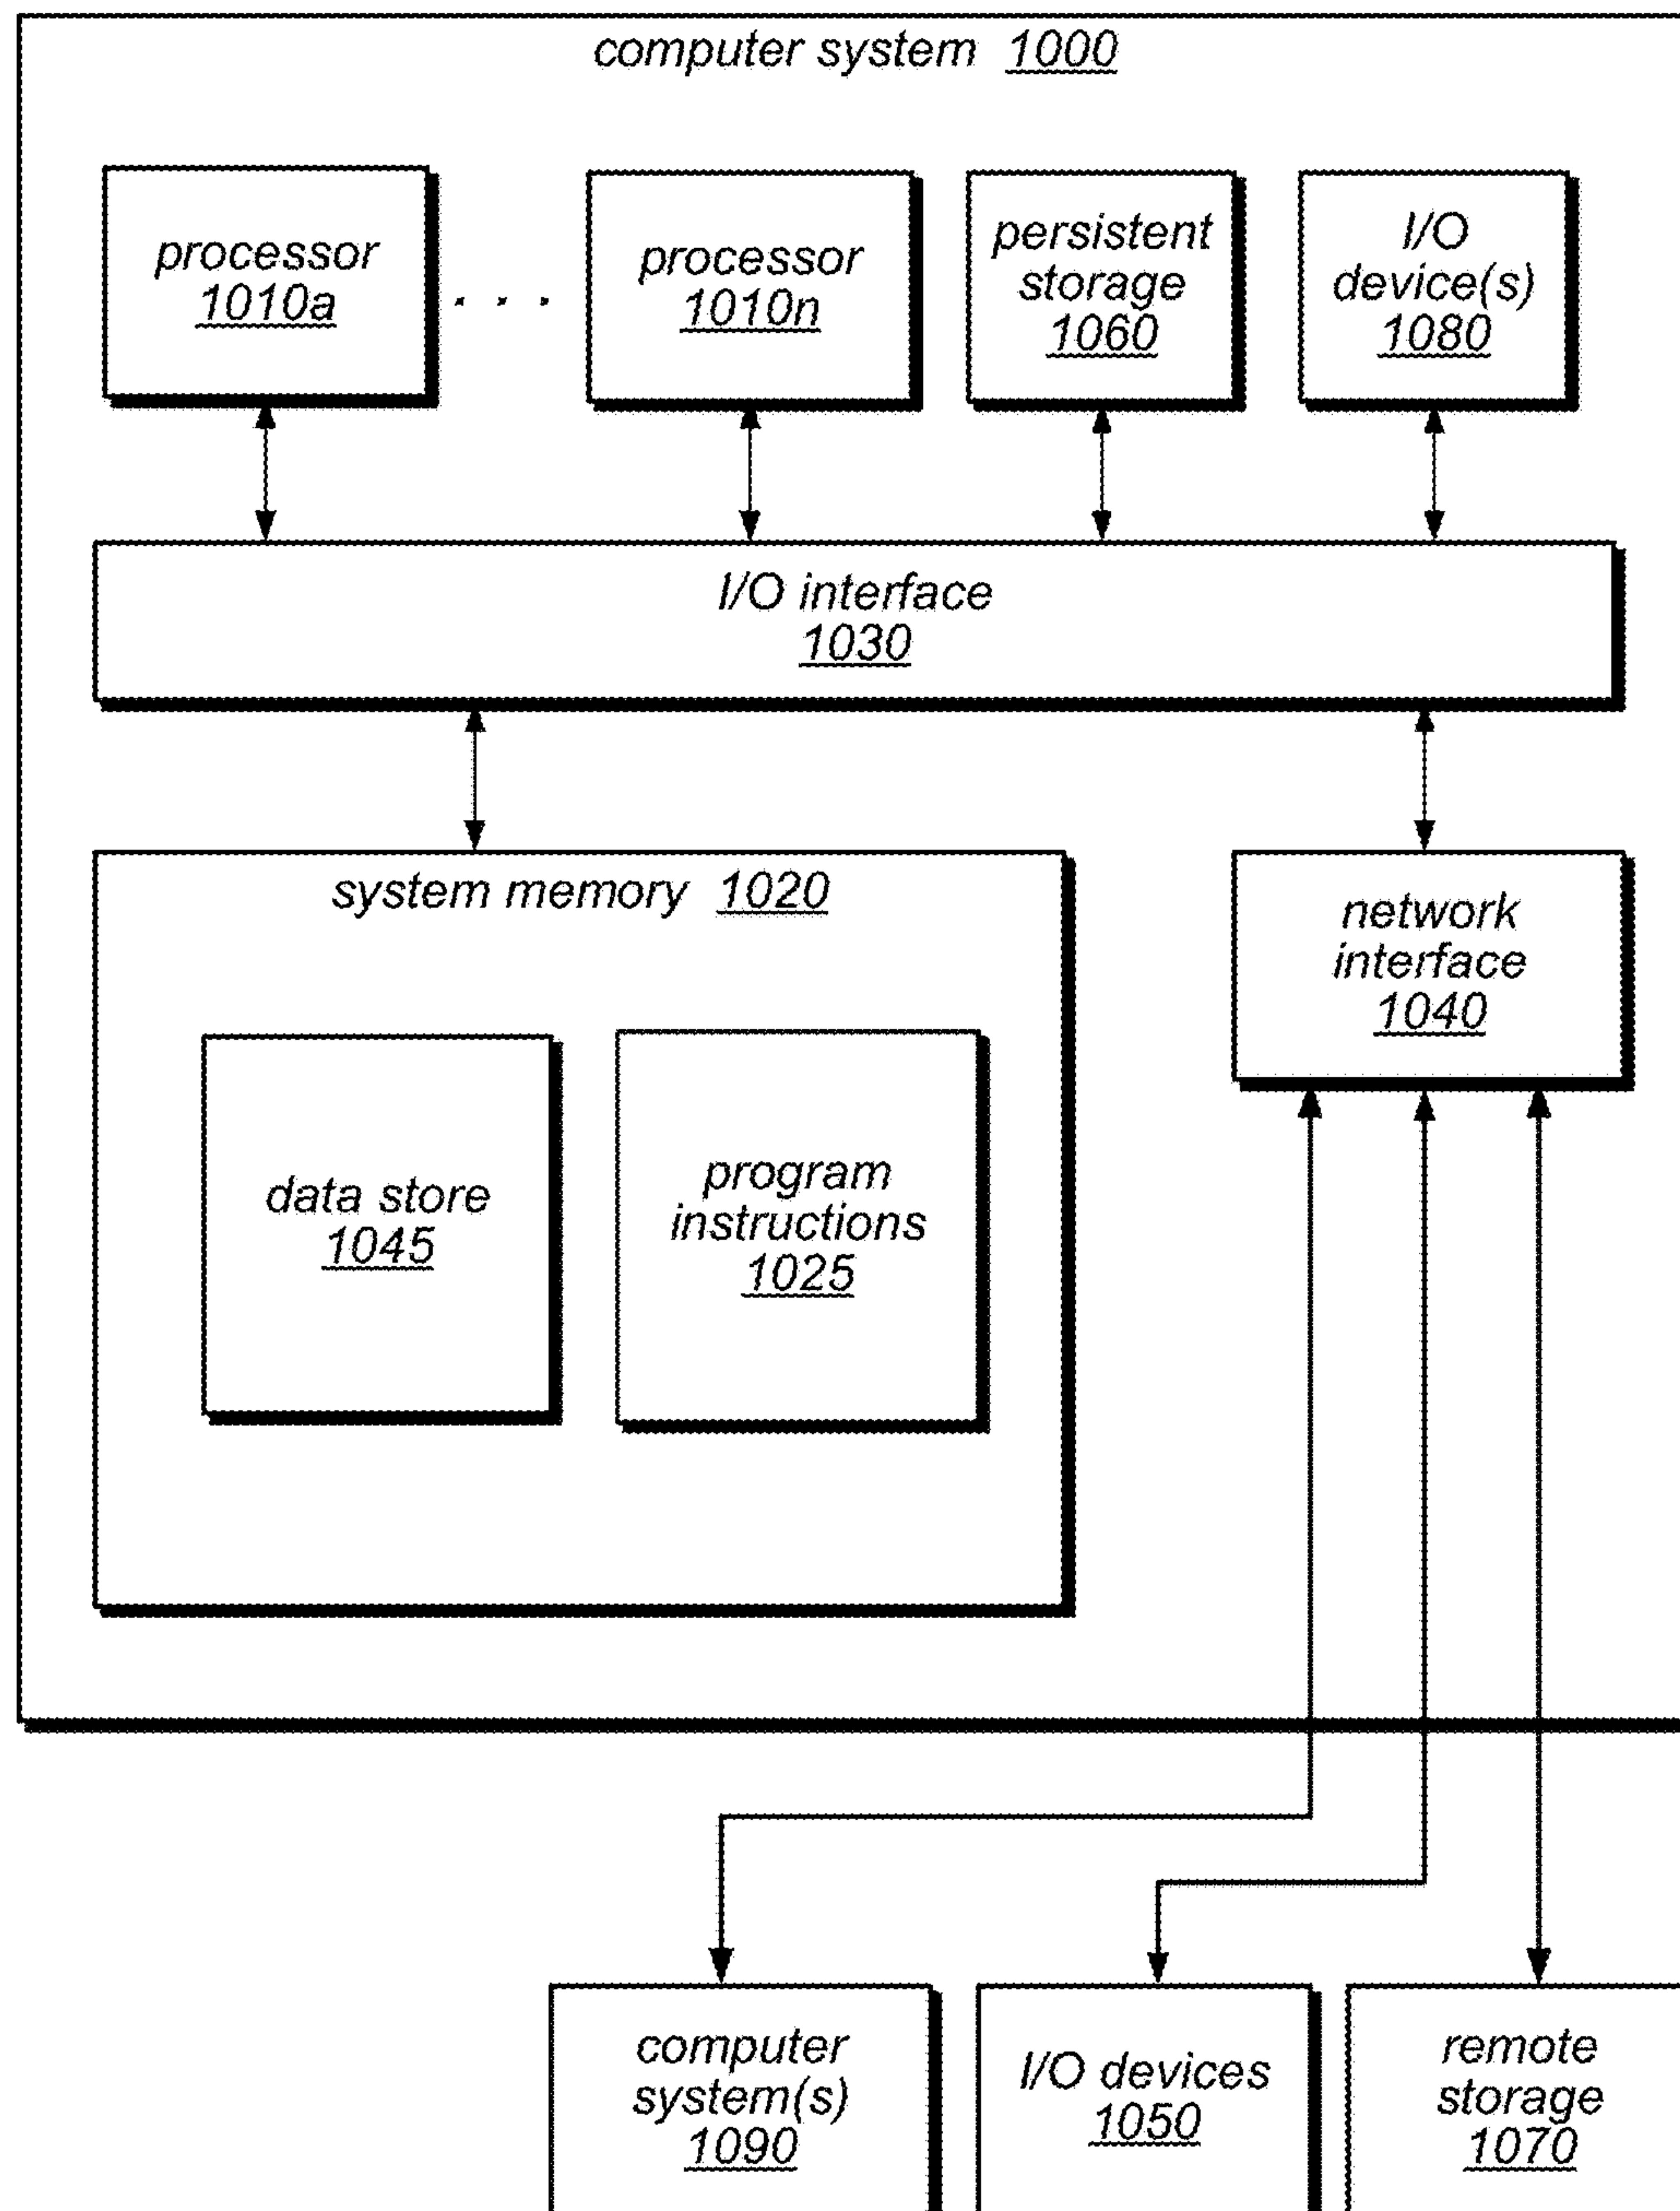 computer system 1000
processor
1010a
. . .
processor
1010n
persistent
storage
1060
I/O
device(s)
1080
I/O interface
1030
system memory 1020
network
interface
1040
data store
1045
program
instructions
1025
computer
system(s)
1090
I/O devices
1050
remote
storage
1070